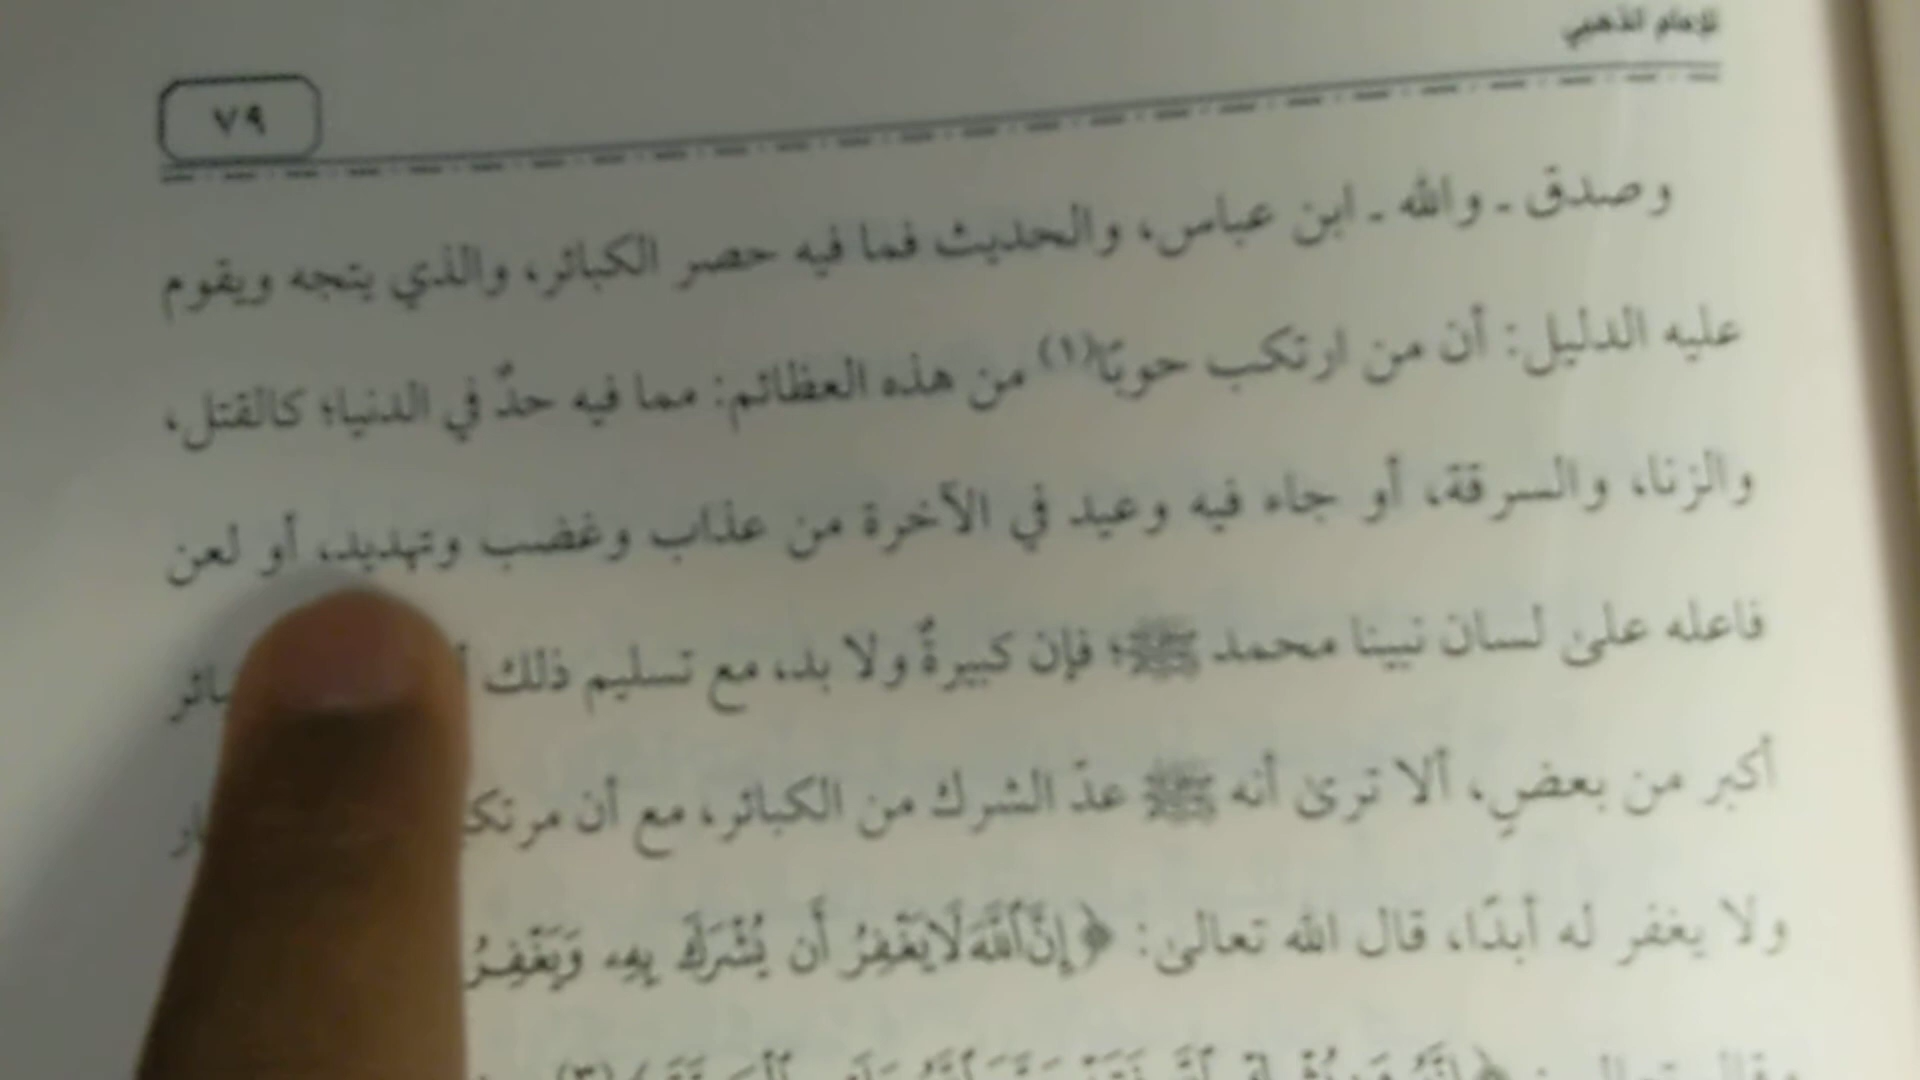 للإمام الذهبي
٧٩
وصدق ـ والله ـ ابن عباس، والحديث فما فيه حصر الكبائر، والذي يتجه ويقوم
عليه الدليل: أن من ارتكب حوبًا(١) من هذه العظائم: مما فيه حدٌّ في الدنيا؛ كالقتل،
والزنا، والسرقة، أو جاء فيه وعيد في الآخرة من عذاب وغضب وتهديد، أو لعن
فاعله على لسان نبينا محمد ﷺ؛ فإن كبيرةٌ ولا بد، مع تسليم ذلك
أكبر من بعضٍ، ألا ترى أنه ﷺ عدّ الشرك من الكبائر، مع أن
ولا يغفر له أبدًا، قال الله تعالى: ﴿إِنَّ ٱللَّهَ لَا يَغْفِرُ أَن يُشْرَكَ بِهِۦ وَيَغْفِرُ
وقال تعالى: